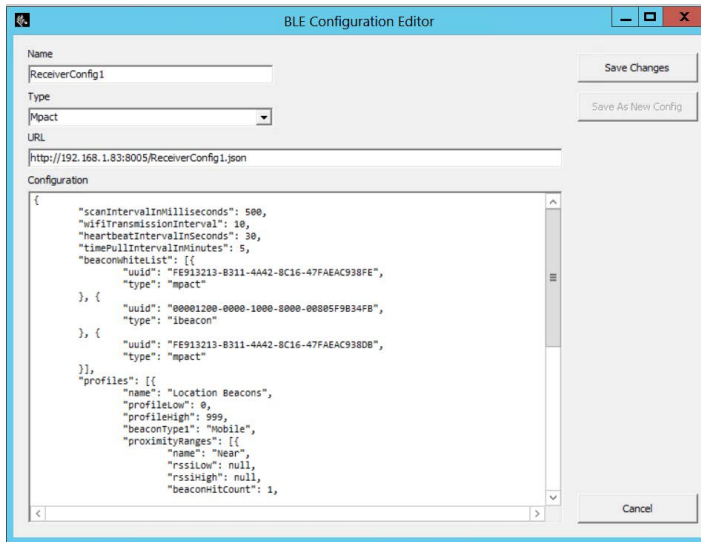 BLE Configuration Editor
Name
ReceiverConfig1
Save Changes
Type
Mpact
Save As New Config
URL
http://192.168.1.83:8005/ReceiverConfig1.json
Configuration
{
"scanIntervalInMilliseconds": 500,
"wifiTransmissionInterval": 10,
"heartbeatIntervalInSeconds": 30,
"timePullIntervalInMinutes": 5,
"beaconWhiteList": [{
"uuid": "FE913213-B311-4A42-8C16-47FAEAC938FE",
"type": "mpact"
}, {
"uuid": "00001200-0000-1000-8000-00805F9B34FB",
"type": "ibeacon"
}, {
"uuid": "FE913213-B311-4A42-8C16-47FAEAC938DB",
"type": "mpact"
}],
"profiles": [{
"name": "Location Beacons",
"profileLow": 0,
"profileHigh": 999,
"beaconType1": "Mobile",
"proximityRanges": [{
"name": "Near",
"rssiLow": null,
"rssiHigh": null,
"beaconHitCount": 1,
Cancel